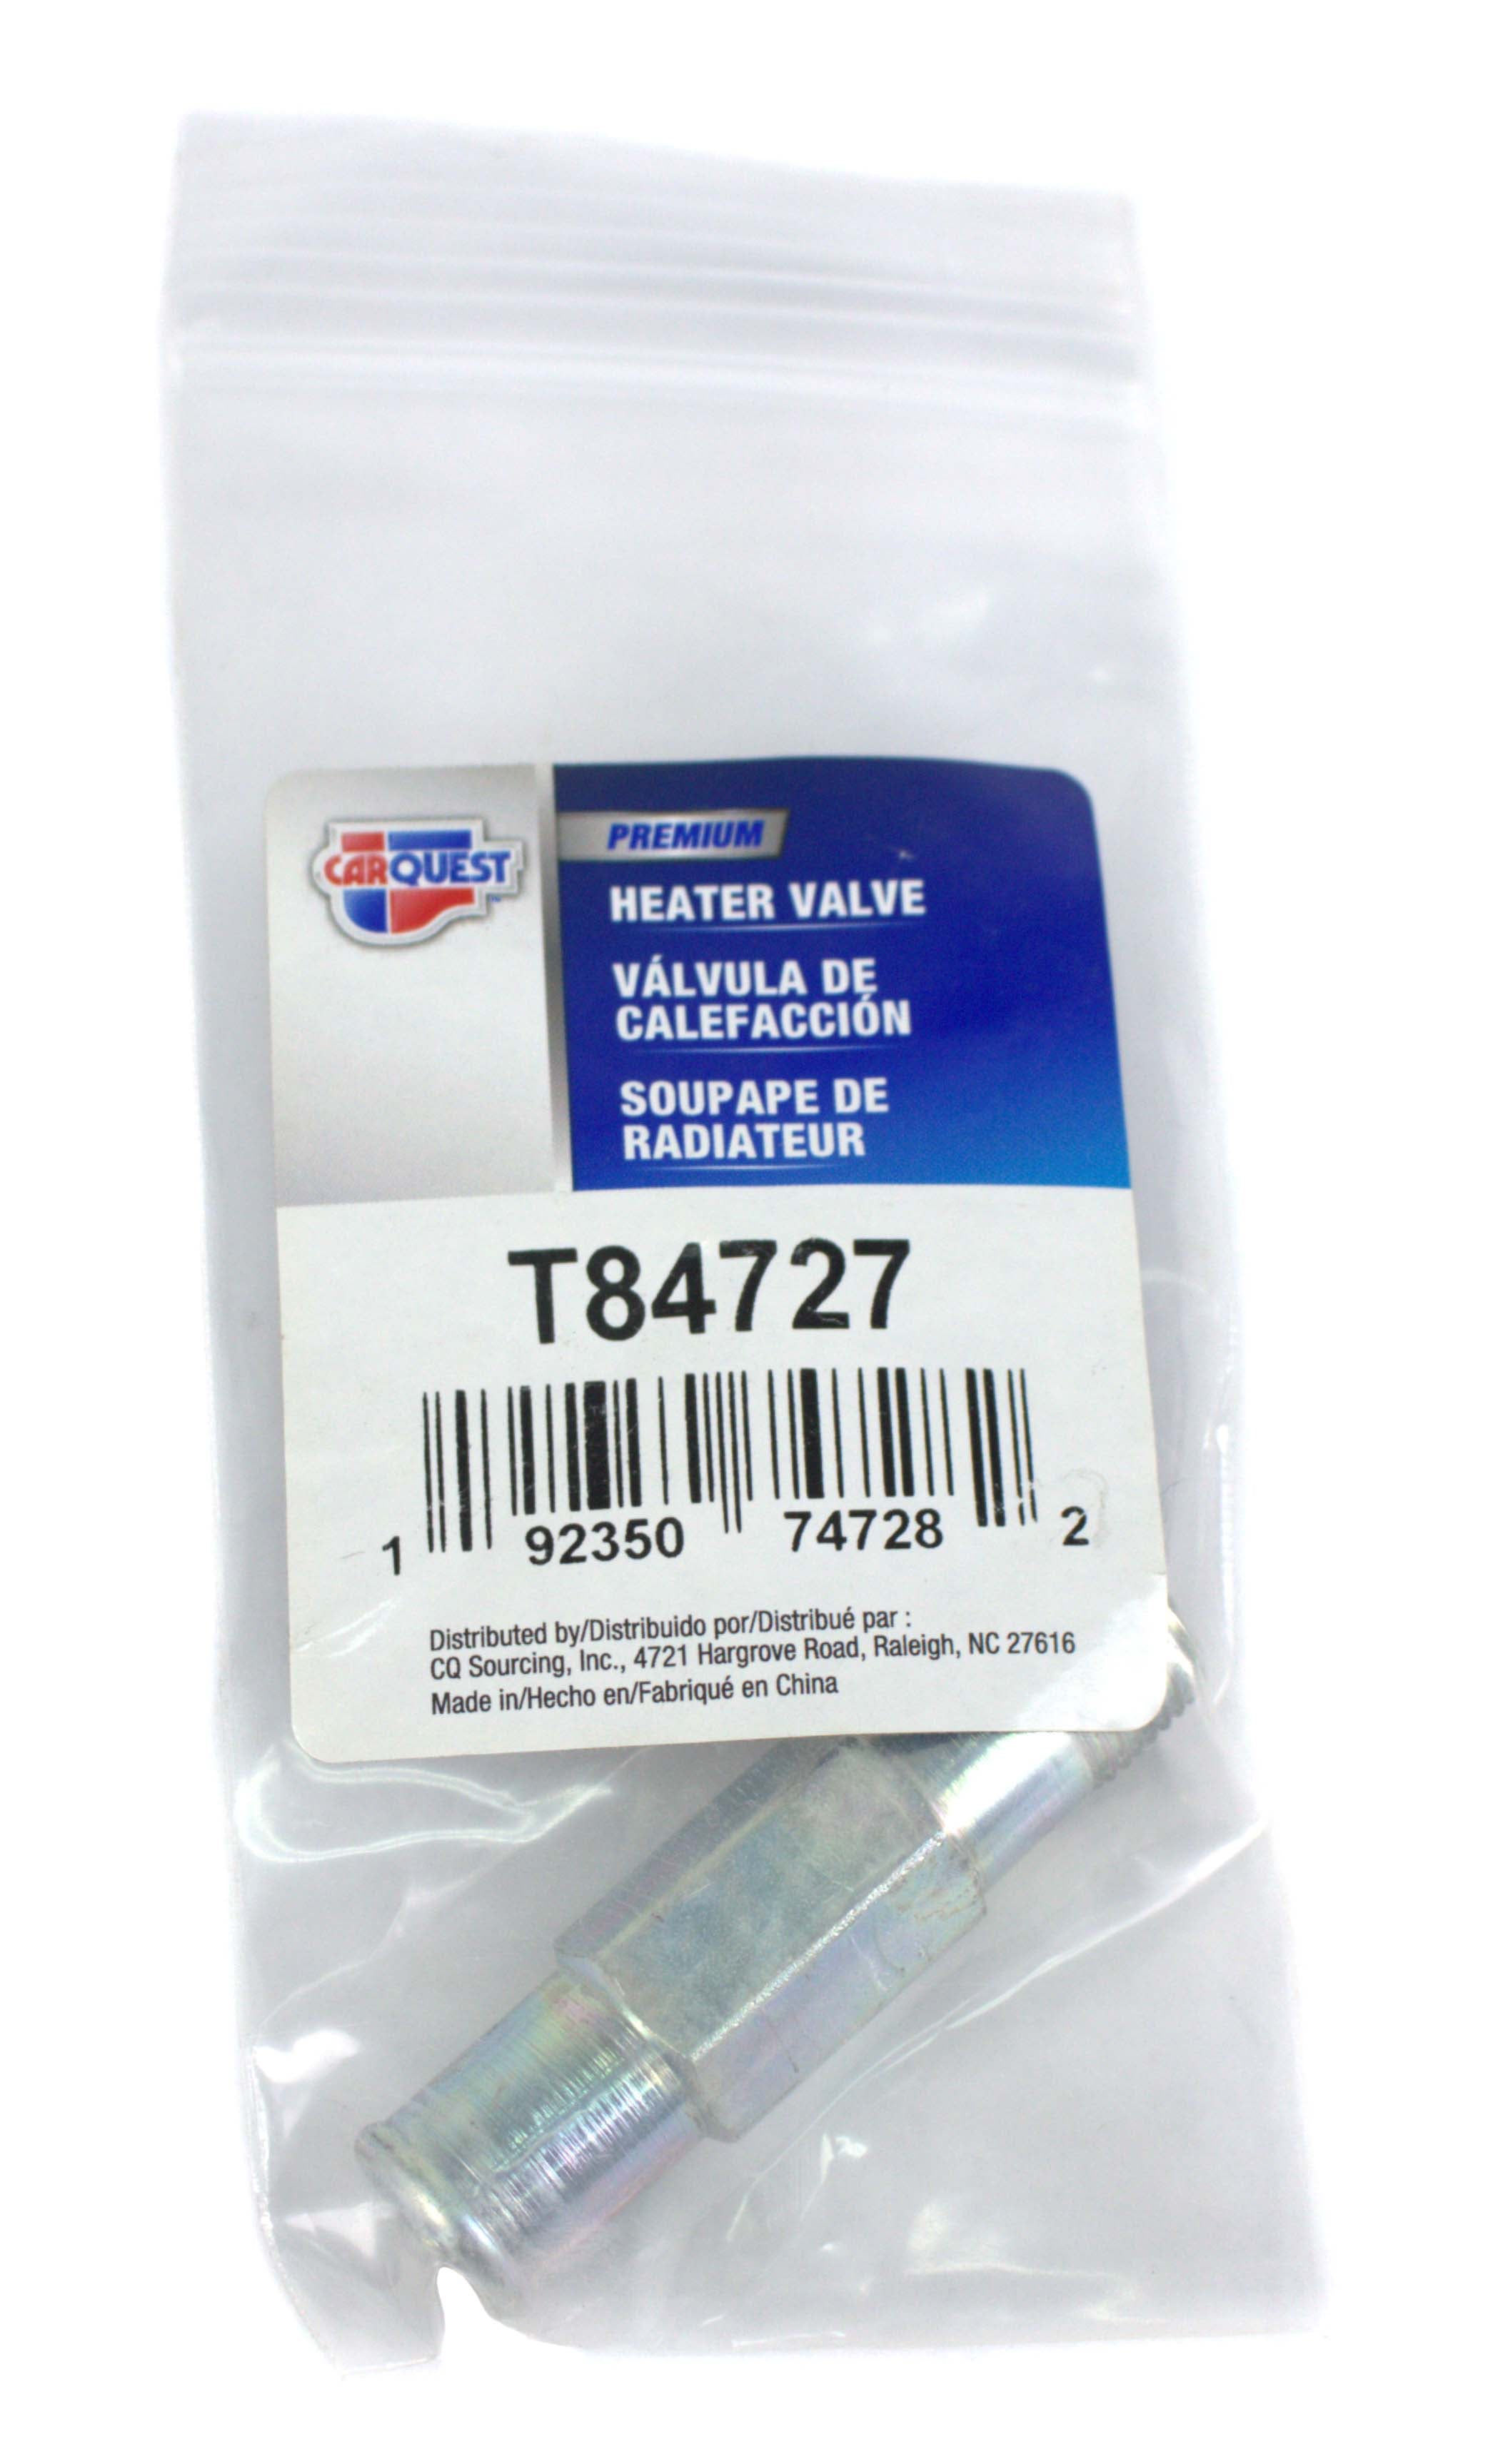 CARQUEST™
PREMIUM
HEATER VALVE
VÁLVULA DE
CALEFACCIÓN
SOUPAPE DE
RADIATEUR
T84727
1 92350 74728 2
Distributed by/Distribuido por/Distribué par :
CQ Sourcing, Inc., 4721 Hargrove Road, Raleigh, NC 27616
Made in/Hecho en/Fabriqué en China